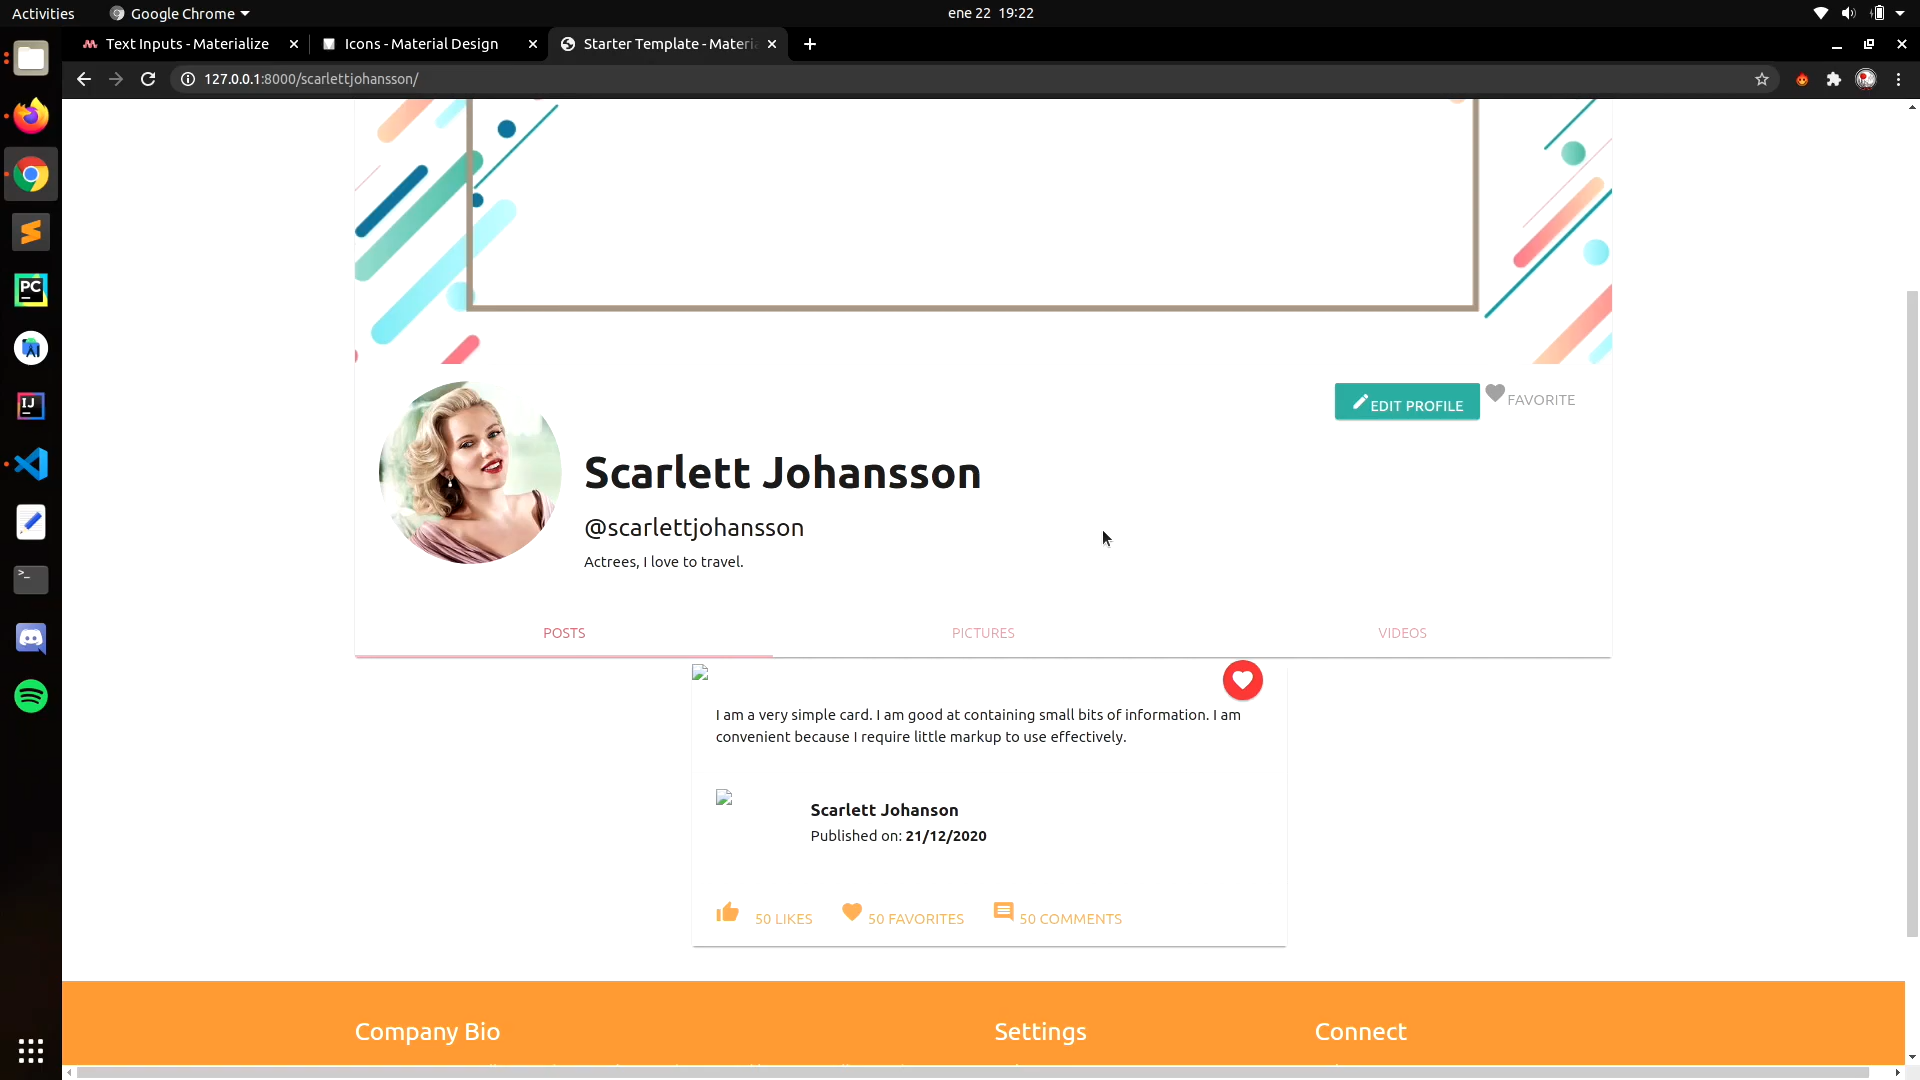 Activities Google Chrome ene 22 19:22
Text Inputs - Materialize Icons - Material Design Starter Template - Materi
127.0.0.1:8000/scarlettjohansson/
PC
IJ
EDIT PROFILE FAVORITE
Scarlett Johansson
@scarlettjohansson
Actrees, I love to travel.
POSTS PICTURES VIDEOS
I am a very simple card. I am good at containing small bits of information. I am
convenient because I require little markup to use effectively.
Scarlett Johanson
Published on: 21/12/2020
50 LIKES 50 FAVORITES 50 COMMENTS
Company Bio Settings Connect